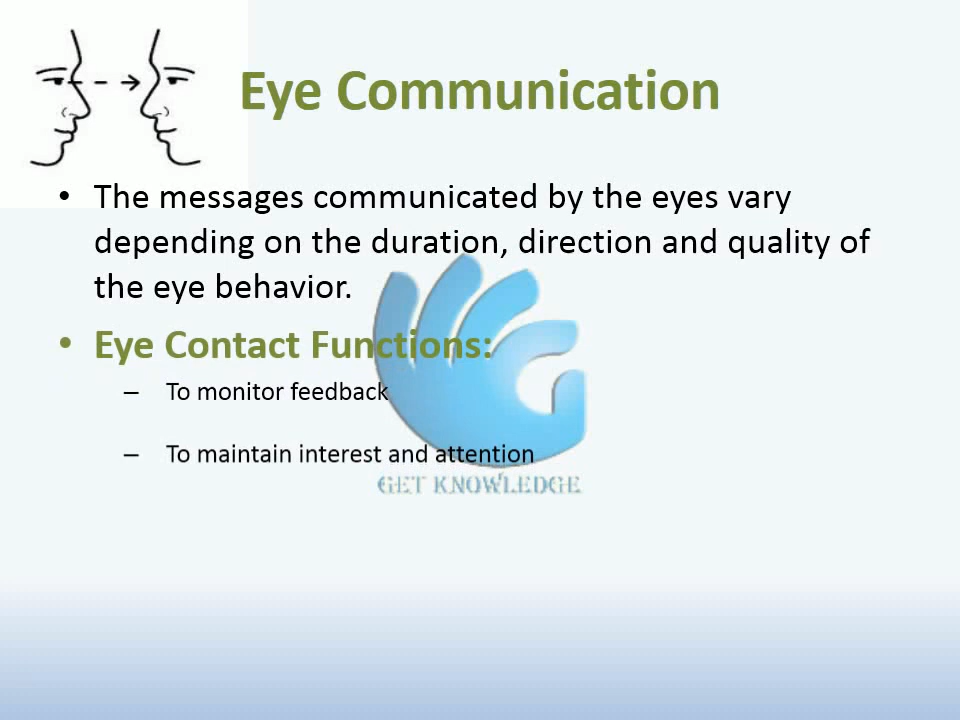 Eye Communication
• The messages communicated by the eyes vary
depending on the duration, direction and quality of
the eye behavior.
• Eye Contact Functions:
– To monitor feedback
– To maintain interest and attention
GET KNOWLEDGE